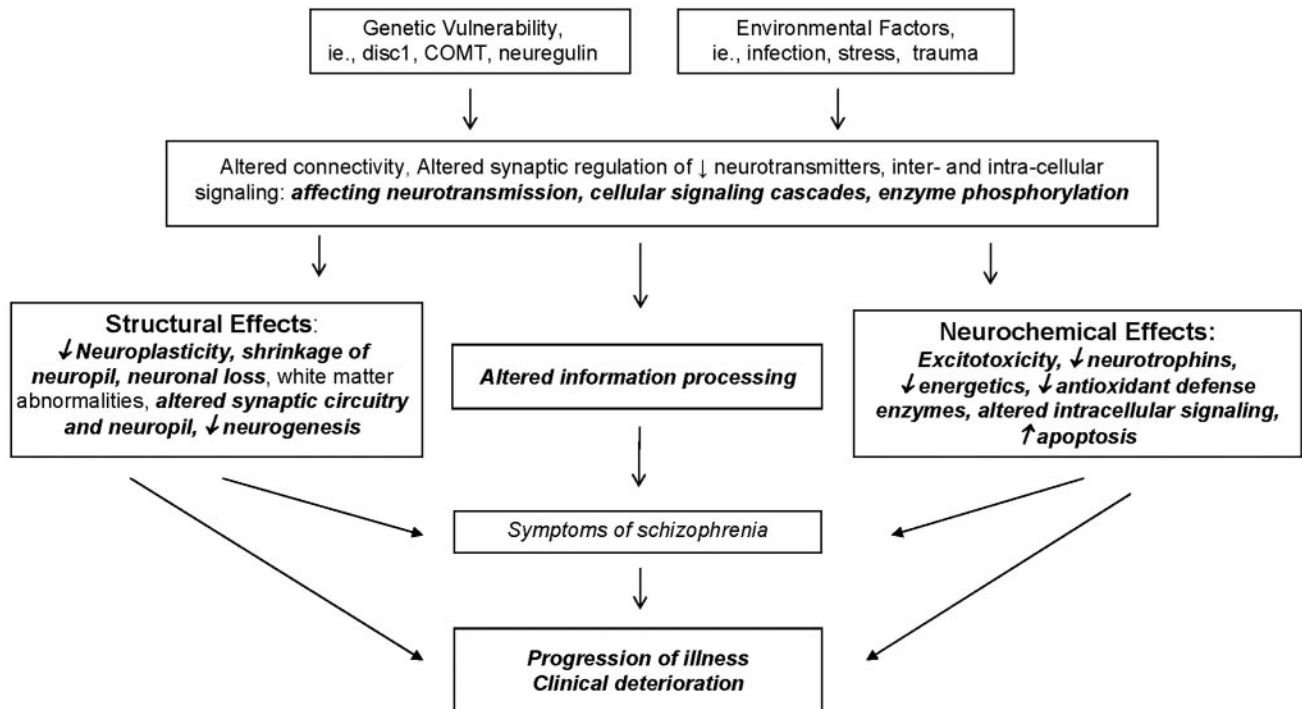 Genetic Vulnerability,
ie., disc1, COMT, neuregulin
Environmental Factors,
ie., infection, stress, trauma
Altered connectivity, Altered synaptic regulation of ↓ neurotransmitters, inter- and intra-cellular
signaling: affecting neurotransmission, cellular signaling cascades, enzyme phosphorylation
Structural Effects:
↓ Neuroplasticity, shrinkage of
neuropil, neuronal loss, white matter
abnormalities, altered synaptic circuitry
and neuropil, ↓ neurogenesis
Altered information processing
Neurochemical Effects:
Excitotoxicity, ↓ neurotrophins,
↓ energetics, ↓ antioxidant defense
enzymes, altered intracellular signaling,
↑ apoptosis
Symptoms of schizophrenia
Progression of illness
Clinical deterioration